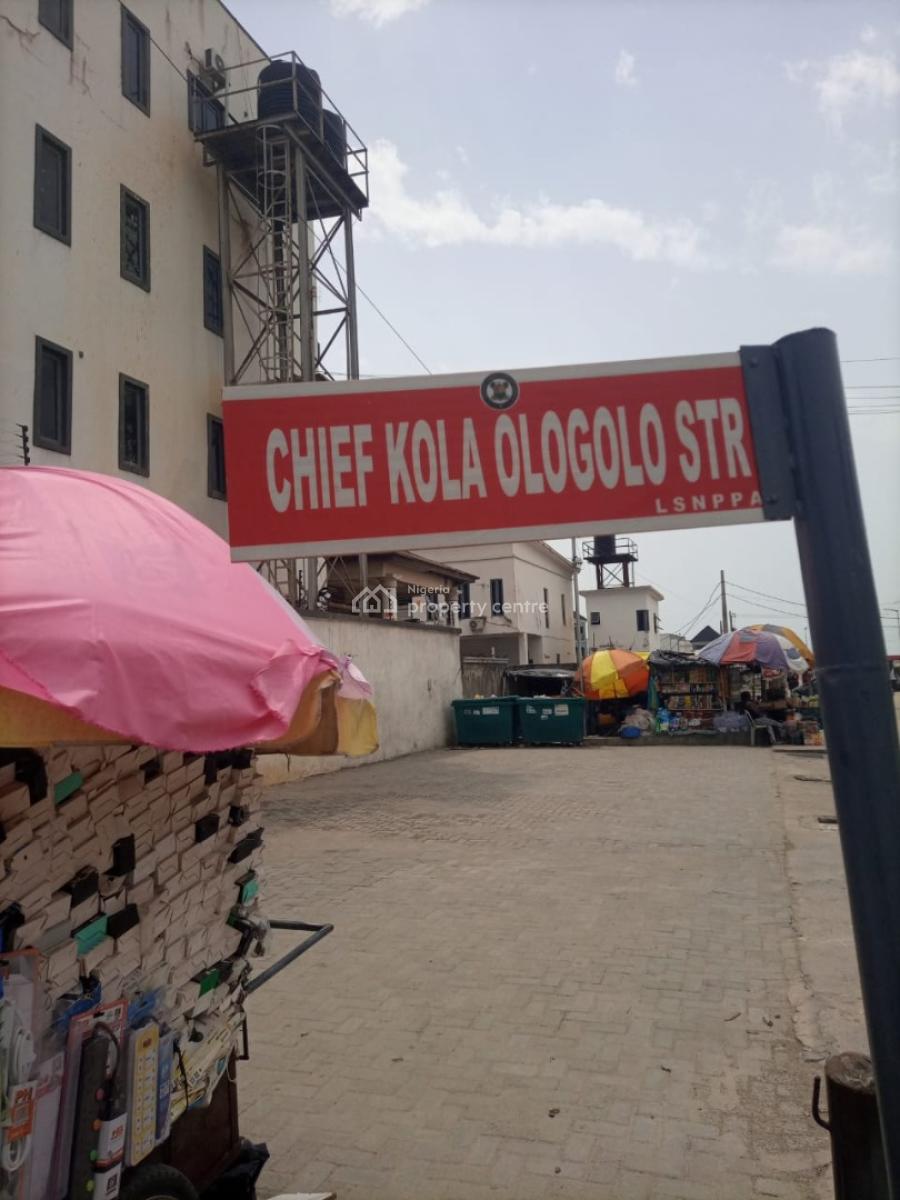 CHIEF KOLA OLOGOLO STR
LSNPPA
Nigeria
property centre